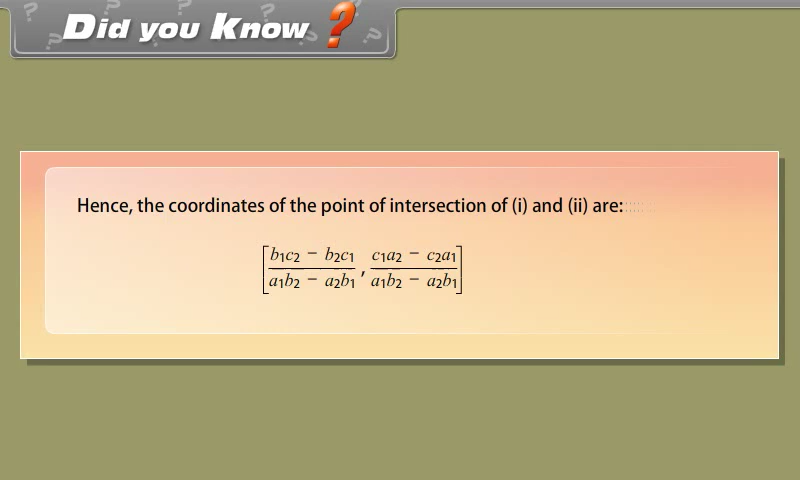 Did you Know ?
Hence, the coordinates of the point of intersection of (i) and (ii) are:
[b₁c₂ − b₂c₁ / a₁b₂ − a₂b₁ , c₁a₂ − c₂a₁ / a₁b₂ − a₂b₁]